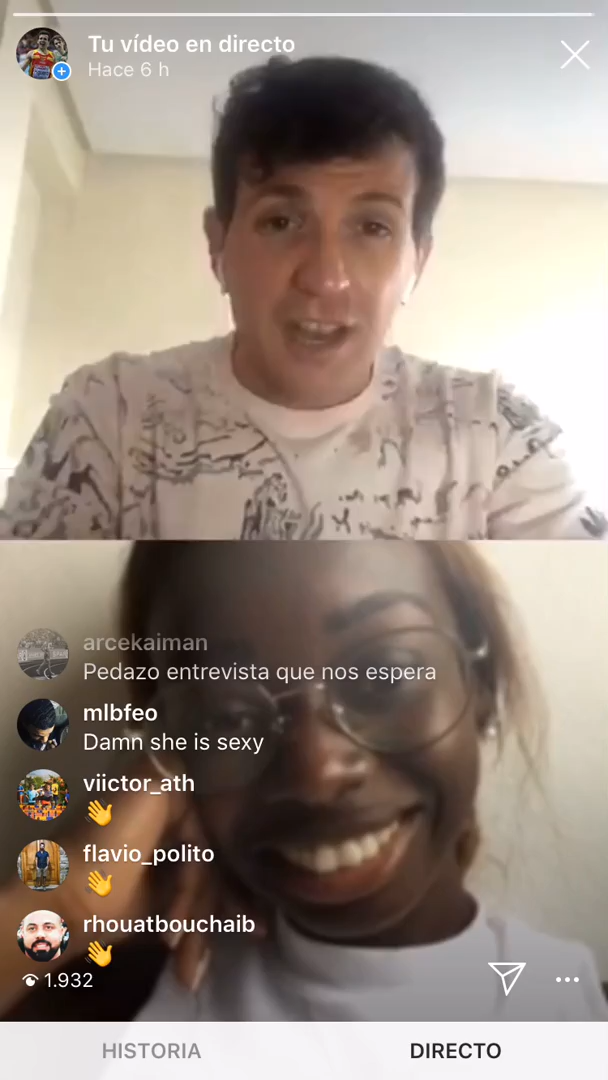 Tu vídeo en directo
Hace 6 h
arcekaiman
Pedazo entrevista que nos espera
mlbfeo
Damn she is sexy
viictor_ath
👋
flavio_polito
👋
rhouatbouchaib
👋
1.932
HISTORIA
DIRECTO